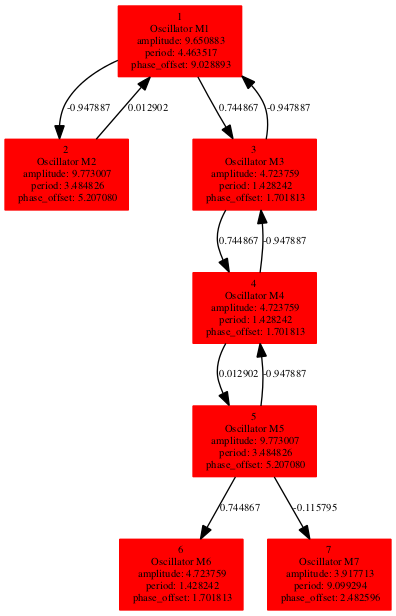 1
Oscillator M1
amplitude: 9.650883
period: 4.463517
phase_offset: 9.028893
-0.947887
0.012902
0.744867
-0.947887
2
Oscillator M2
amplitude: 9.773007
period: 3.484826
phase_offset: 5.207080
3
Oscillator M3
amplitude: 4.723759
period: 1.428242
phase_offset: 1.701813
0.744867
-0.947887
4
Oscillator M4
amplitude: 4.723759
period: 1.428242
phase_offset: 1.701813
0.012902
-0.947887
5
Oscillator M5
amplitude: 9.773007
period: 3.484826
phase_offset: 5.207080
0.744867
-0.115795
6
Oscillator M6
amplitude: 4.723759
period: 1.428242
phase_offset: 1.701813
7
Oscillator M7
amplitude: 3.917713
period: 9.099294
phase_offset: 2.482596